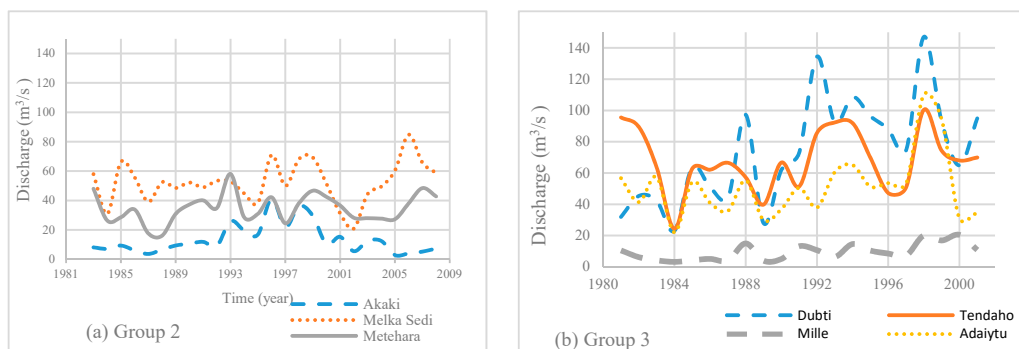 140
120
100
80
60
40
20
0
Discharge (m³/s )
1981 1985 1989 1993 1997 2001 2005 2009
Time (year)
Akaki
Melka Sedi
Metehara
(a) Group 2
1980 1984 1988 1992 1996 2000
140
120
100
80
60
40
20
0
Discharge (m³/s )
Dubti Tendaho
Mille Adaiytu
(b) Group 3